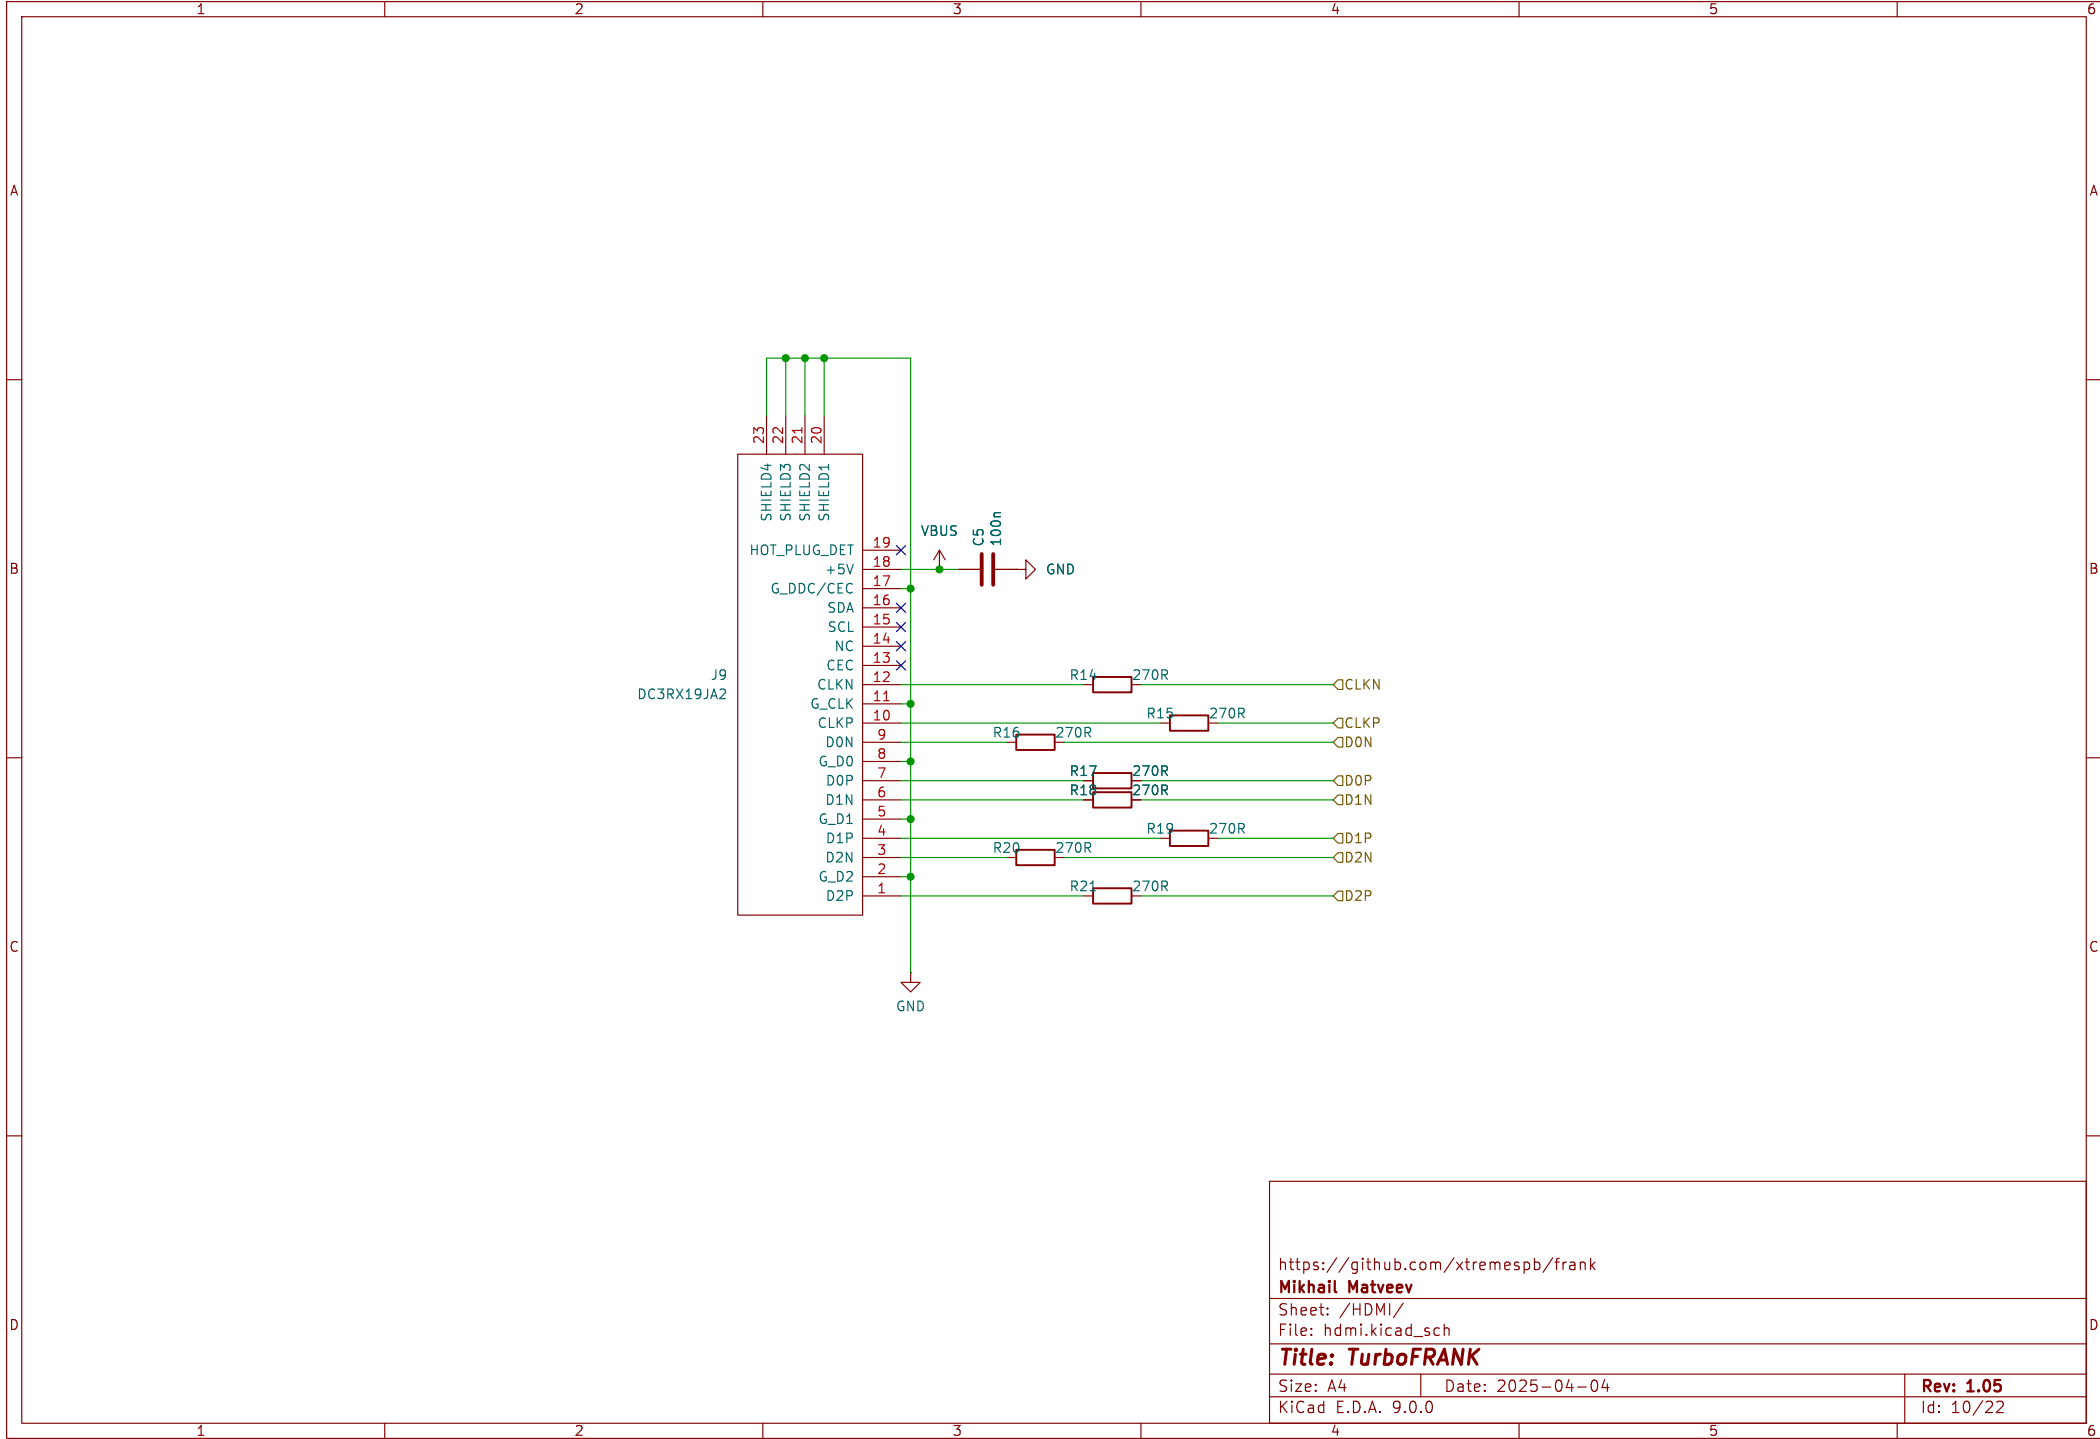 1 2 3 4 5 6
A A
23 22 21 20
SHIELD4 SHIELD3 SHIELD2 SHIELD1
VBUS C5 100n
HOT_PLUG_DET 19
+5V 18 GND
B B
G_DDC/CEC 17
SDA 16
SCL 15
NC 14
CEC 13
J9
DC3RX19JA2
R14 270R
CLKN 12 CLKN
G_CLK 11
R15 270R
CLKP 10 CLKP
R16 270R
D0N 9 D0N
G_D0 8
R17 270R
D0P 7 D0P
R18 270R
D1N 6 D1N
G_D1 5
R19 270R
D1P 4 D1P
R20 270R
D2N 3 D2N
G_D2 2
R21 270R
D2P 1 D2P
C C
GND
https://github.com/xtremespb/frank
Mikhail Matveev
Sheet: /HDMI/
D D
File: hdmi.kicad_sch
Title: TurboFRANK
Size: A4 Date: 2025-04-04 Rev: 1.05
KiCad E.D.A. 9.0.0 Id: 10/22
1 2 3 4 5 6